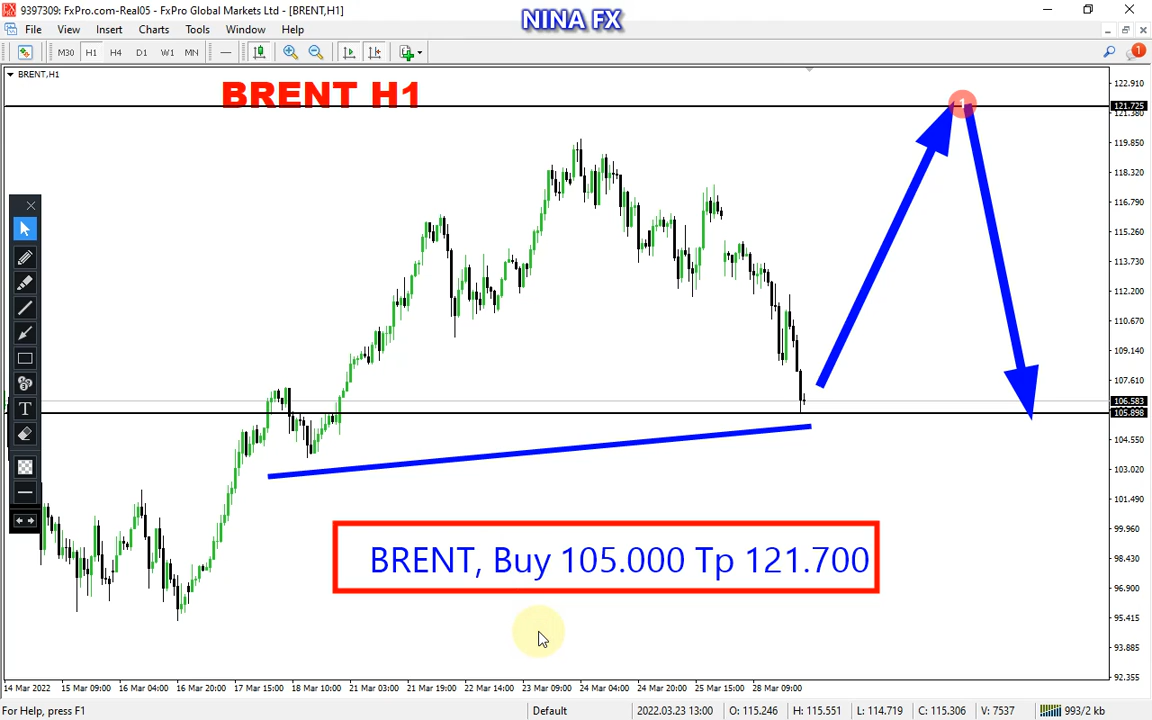 9397309: FxPro.com-Real05 - FxPro Global Markets Ltd - [BRENT,H1]
NINA FX
File View Insert Charts Tools Window Help
M30 H1 H4 D1 W1 MN
1
BRENT,H1
BRENT H1
122.910
121.725
121.380
119.850
118.320
116.790
115.260
113.730
112.200
110.670
109.140
107.610
106.583
105.898
104.550
103.020
101.490
99.960
98.430
96.900
95.415
93.885
92.355
1
T
BRENT, Buy 105.000 Tp 121.700
14 Mar 2022 15 Mar 09:00 16 Mar 04:00 16 Mar 20:00 17 Mar 15:00 18 Mar 10:00 21 Mar 03:00 21 Mar 19:00 22 Mar 14:00 23 Mar 09:00 24 Mar 04:00 24 Mar 20:00 25 Mar 15:00 28 Mar 09:00
For Help, press F1 Default 2022.03.23 13:00 O: 115.246 H: 115.551 L: 114.719 C: 115.306 V: 7537 993/2 kb